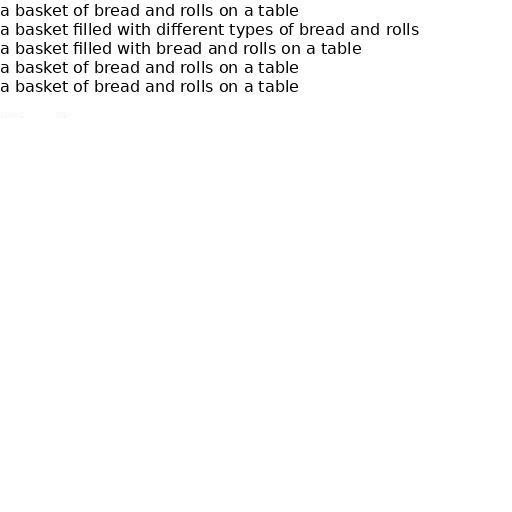 a basket of bread and rolls on a table
a basket filled with different types of bread and rolls
a basket filled with bread and rolls on a table
a basket of bread and rolls on a table
a basket of bread and rolls on a table